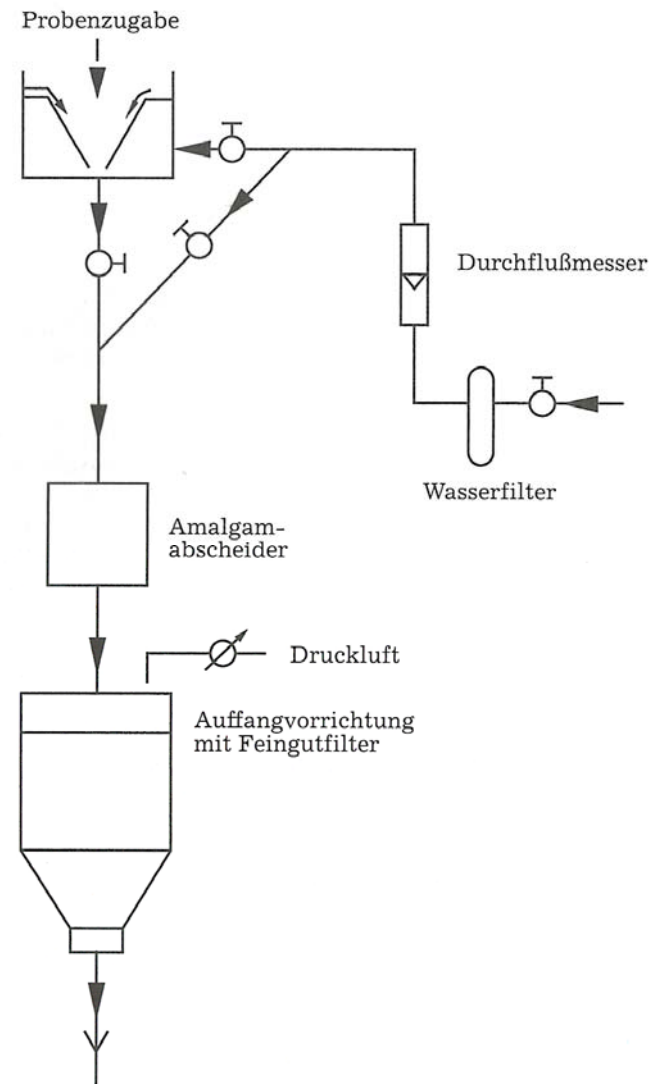 Probenzugabe
Durchflußmesser
Wasserfilter
Amalgam-
abscheider
Druckluft
Auffangvorrichtung
mit Feingutfilter